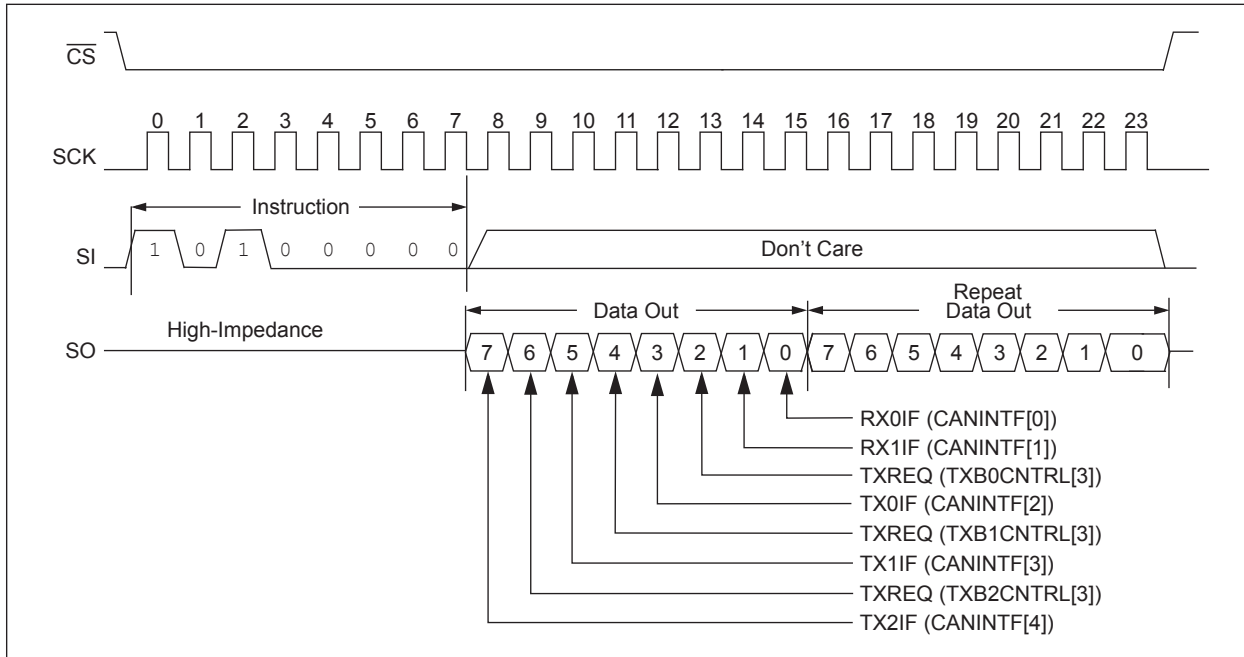 CS
0 1 2 3 4 5 6 7 8 9 10 11 12 13 14 15 16 17 18 19 20 21 22 23
SCK
Instruction
SI 1 0 1 0 0 0 0 0 Don't Care
Repeat
Data Out Data Out
High-Impedance
SO 7 6 5 4 3 2 1 0 7 6 5 4 3 2 1 0
RX0IF (CANINTF[0])
RX1IF (CANINTF[1])
TXREQ (TXB0CNTRL[3])
TX0IF (CANINTF[2])
TXREQ (TXB1CNTRL[3])
TX1IF (CANINTF[3])
TXREQ (TXB2CNTRL[3])
TX2IF (CANINTF[4])